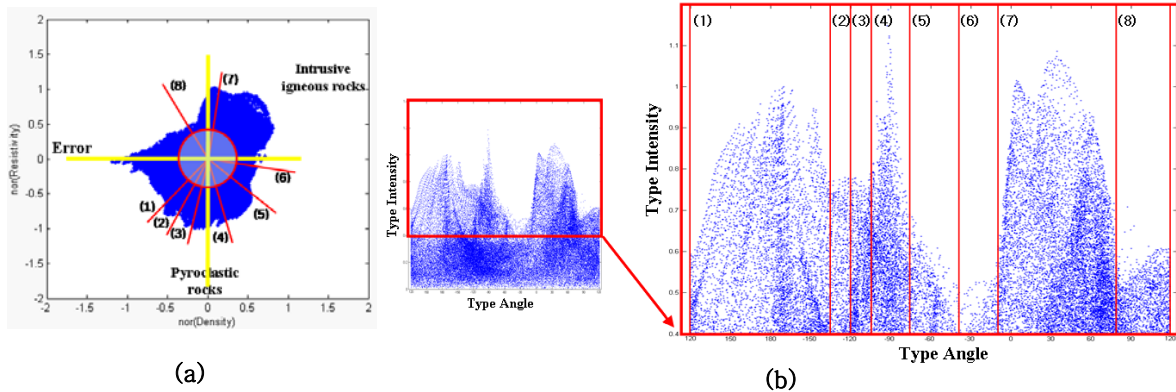 2
1.5
1
0.5
0
-0.5
-1
-1.5
-2
-2 -1.5 -1 -0.5 0 0.5 1 1.5 2
nor(Resistivity)
nor(Density)
Intrusive
igneous rocks
Error
Pyroclastic
rocks
(1)
(2)
(3)
(4)
(5)
(6)
(7)
(8)
(a)
Type Intensity
Type Angle
(1) (2) (3) (4) (5) (6) (7) (8)
1.1
1
0.9
0.8
0.7
0.6
0.5
0.4
120 -150 -120 -90 -60 -30 0 30 60 90 120
Type Intensity
Type Angle
(b)